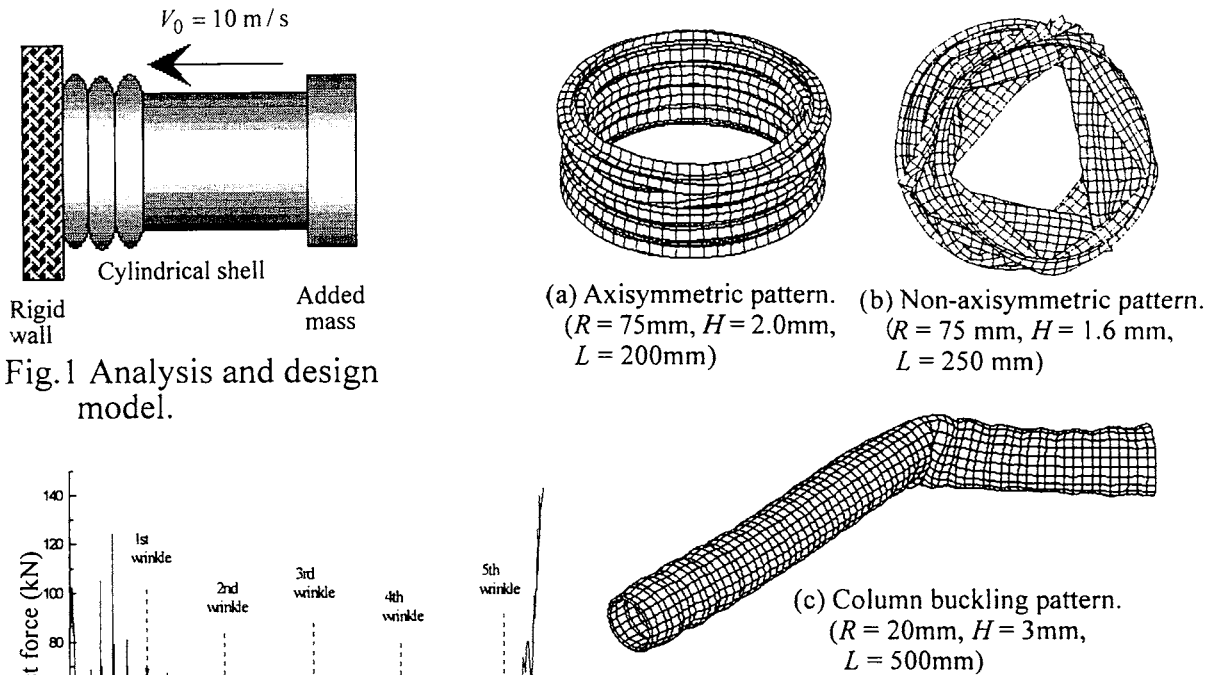 V₀ = 10 m/s
Cylindrical shell
Rigid
wall
Added
mass
Fig.1 Analysis and design
model.
(a) Axisymmetric pattern.
(R = 75mm, H = 2.0mm,
L = 200mm)
(b) Non-axisymmetric pattern.
(R = 75 mm, H = 1.6 mm,
L = 250 mm)
(c) Column buckling pattern.
(R = 20mm, H = 3mm,
L = 500mm)
140
120
100
80
force (kN)
1st
wrinkle
2nd
wrinkle
3rd
wrinkle
4th
wrinkle
5th
wrinkle